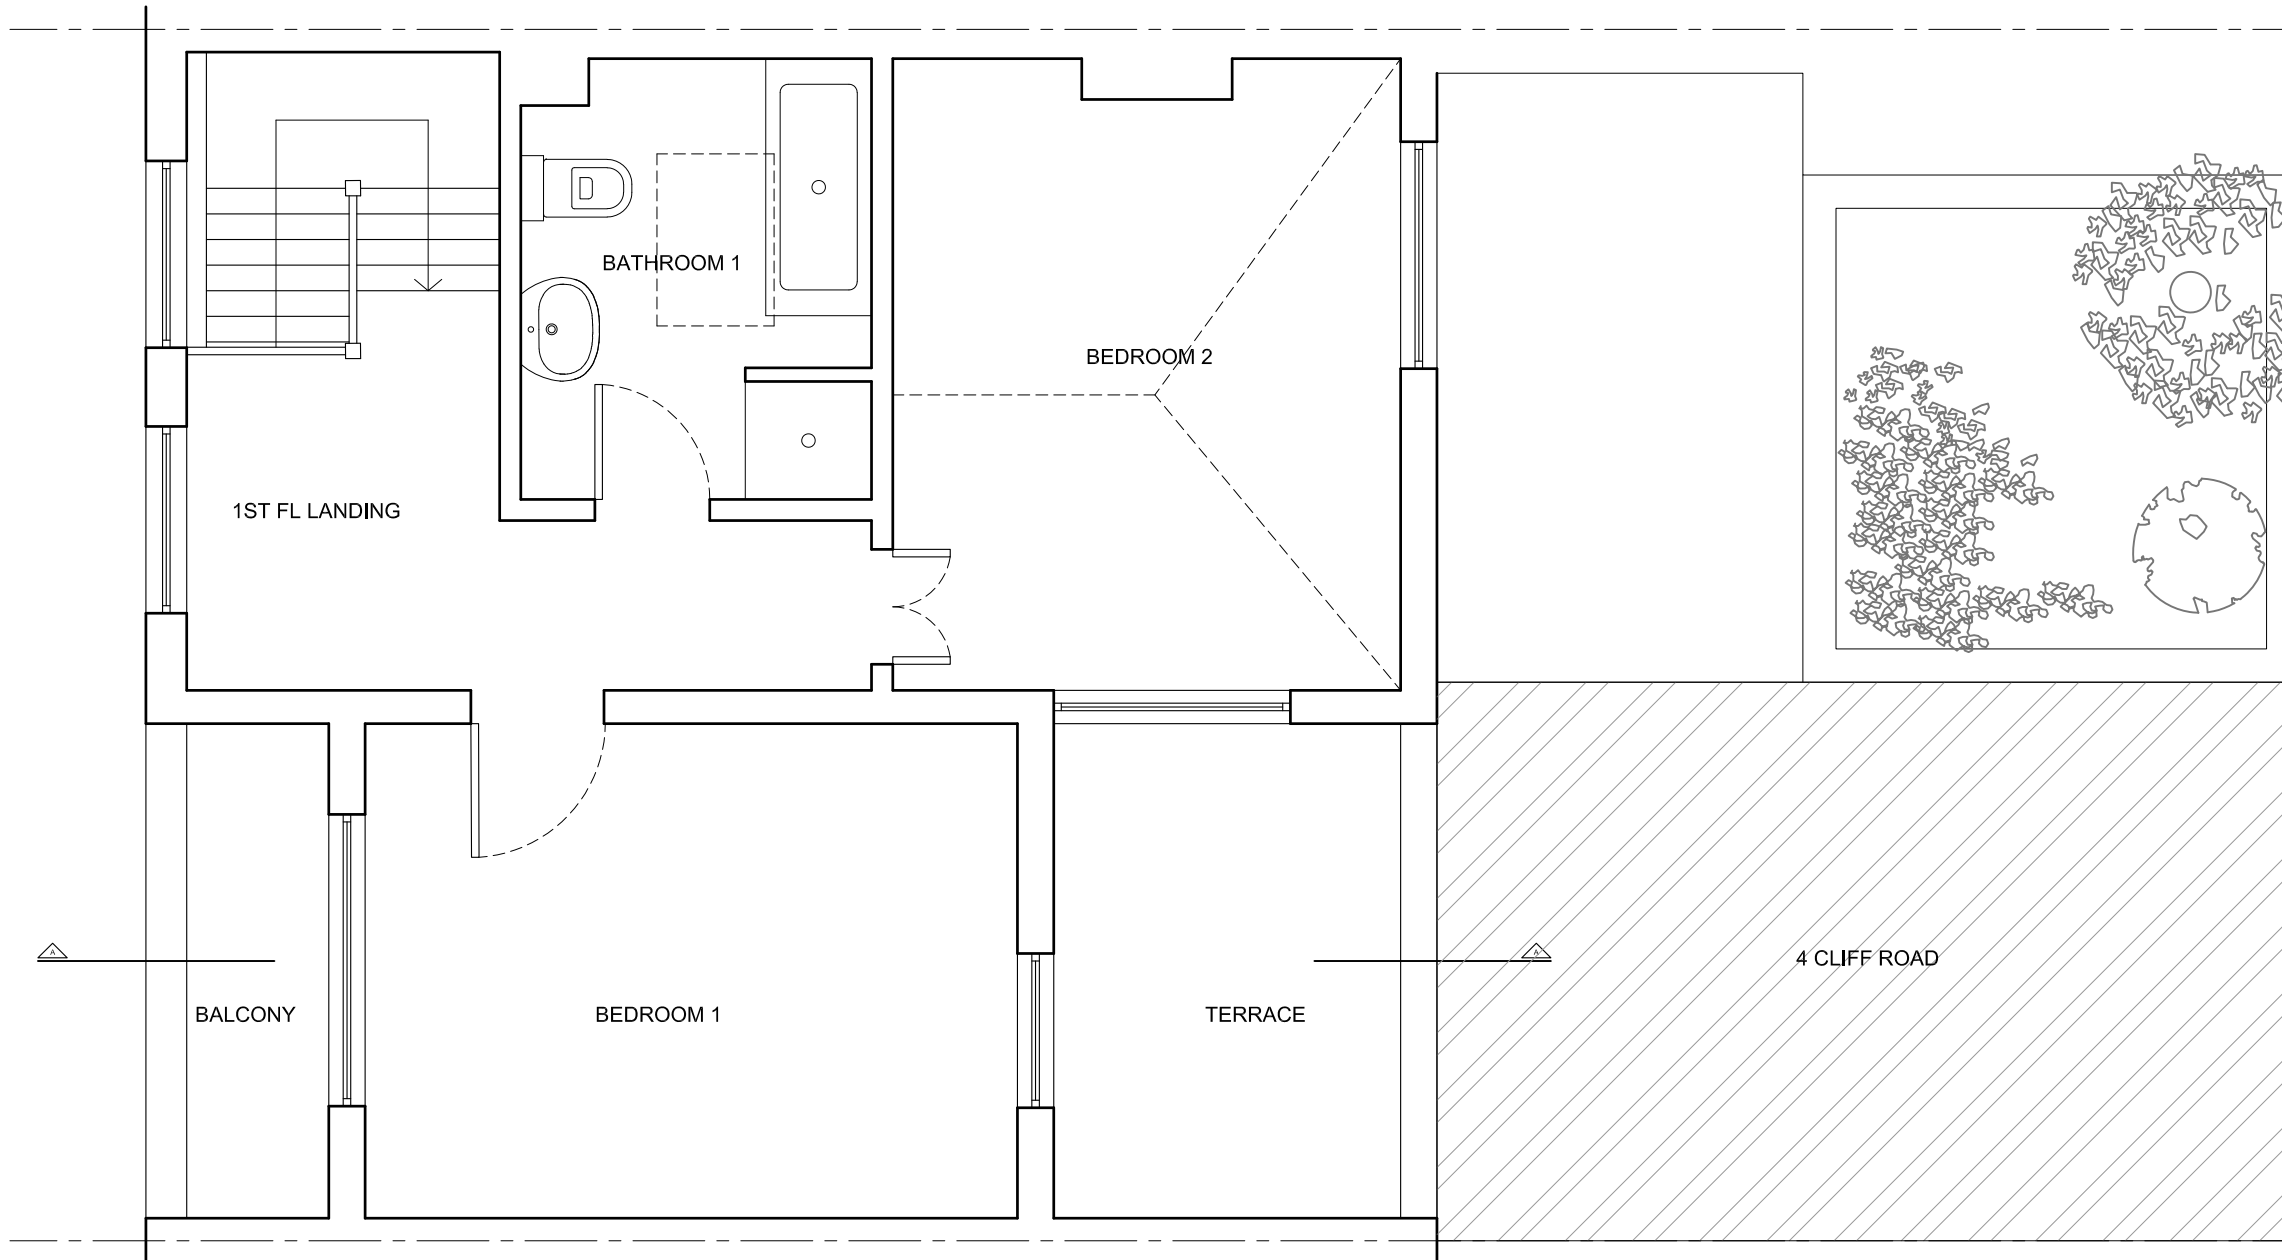 BATHROOM 1
BEDROOM 2
1ST FL LANDING
A
A
4 CLIFF ROAD
BALCONY
BEDROOM 1
TERRACE